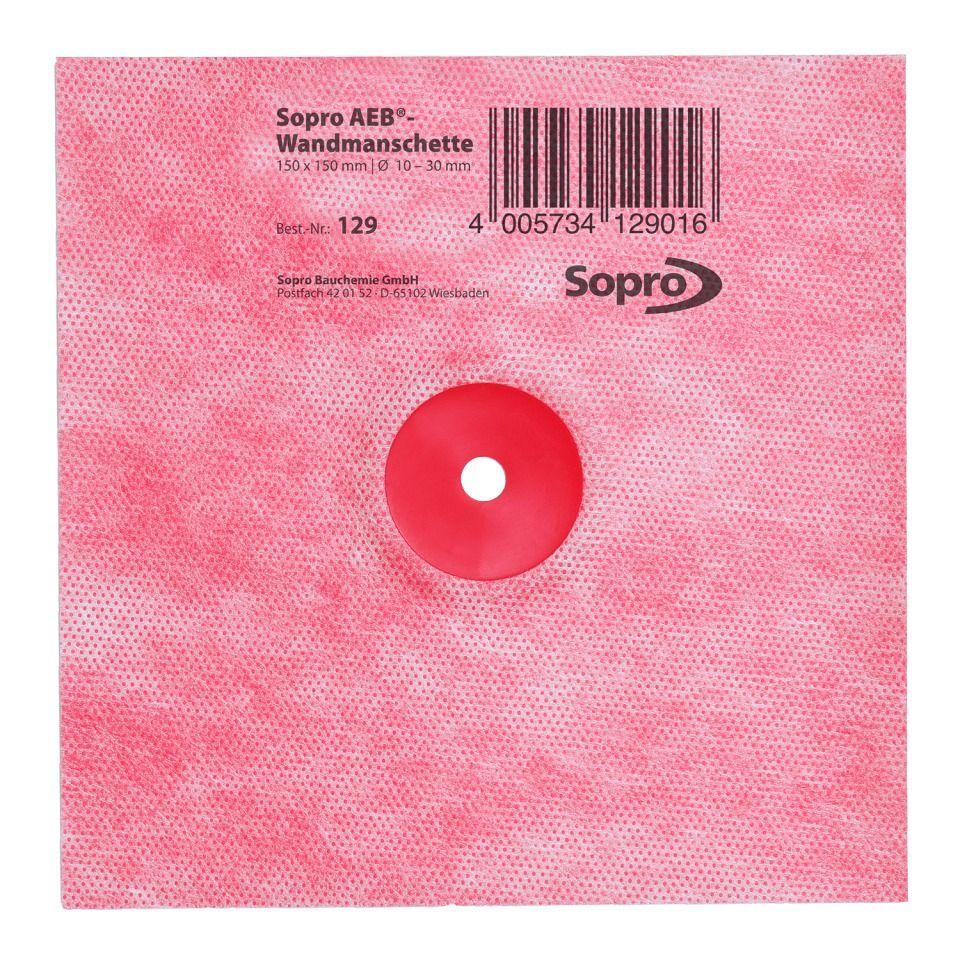 Sopro AEB®-
Wandmanschette
150 x 150 mm | Ø 10 – 30 mm
Best.-Nr.: 129
Sopro Bauchemie GmbH
Postfach 42 01 52 · D-65102 Wiesbaden
4 005734 129016
Sopro